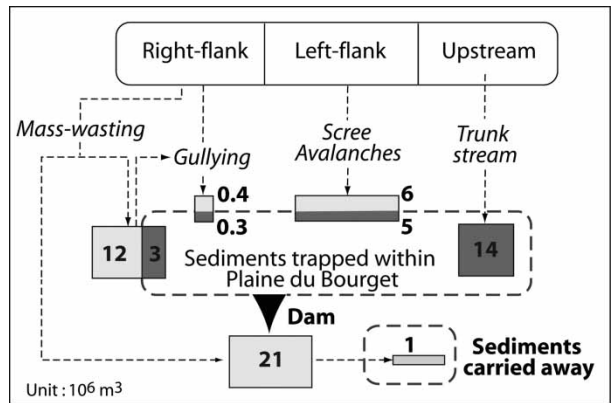 Right-flank Left-flank Upstream
Mass-wasting
Gullying
Scree
Avalanches
Trunk
stream
0.4
0.3
6
5
12 3
14
Sediments trapped within
Plaine du Bourget
Dam
21
1
Sediments
carried away
Unit : 10⁶ m³